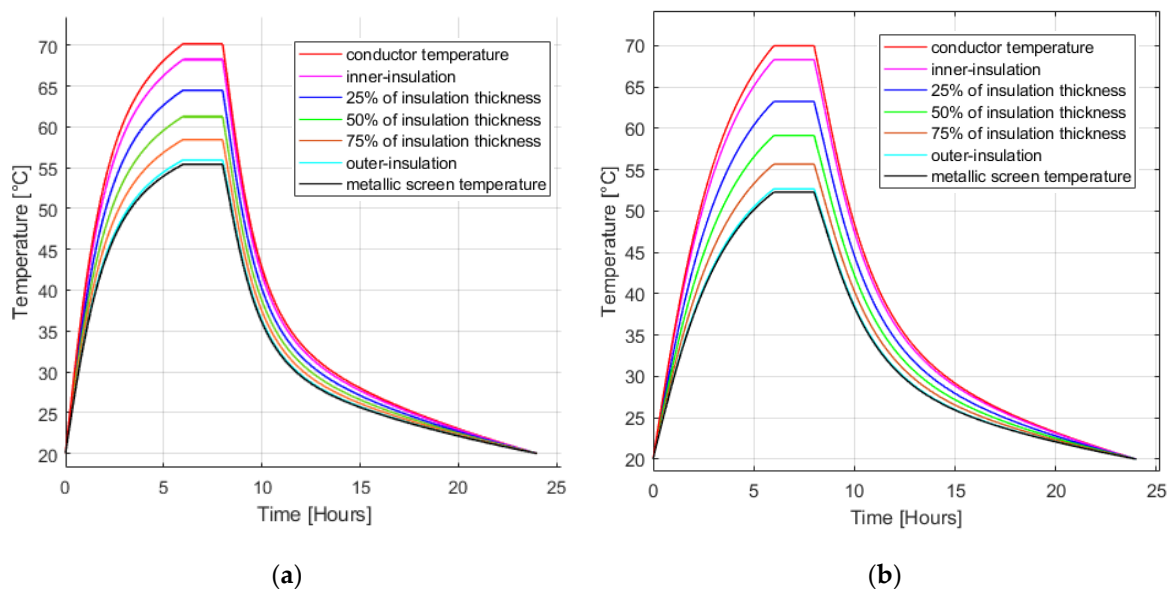 70
65
60
55
50
45
40
35
30
25
20
Temperature [°C]
conductor temperature
inner-insulation
25% of insulation thickness
50% of insulation thickness
75% of insulation thickness
outer-insulation
metallic screen temperature
0
5
10
15
20
25
Time [Hours]
(a)
70
65
60
55
50
45
40
35
30
25
20
Temperature [°C]
conductor temperature
inner-insulation
25% of insulation thickness
50% of insulation thickness
75% of insulation thickness
outer-insulation
metallic screen temperature
0
5
10
15
20
25
Time [Hours]
(b)